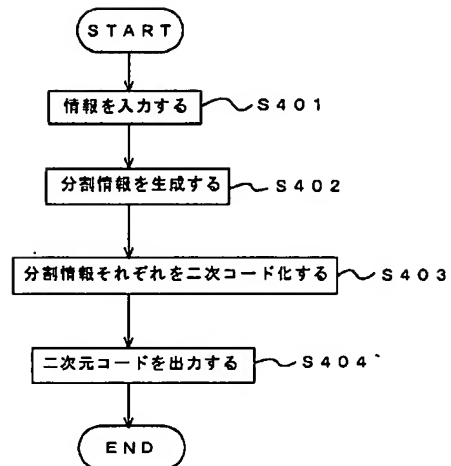 START
情報を入力する S401
分割情報を生成する S402
分割情報それぞれを二次コード化する S403
二次元コードを出力する S404
END